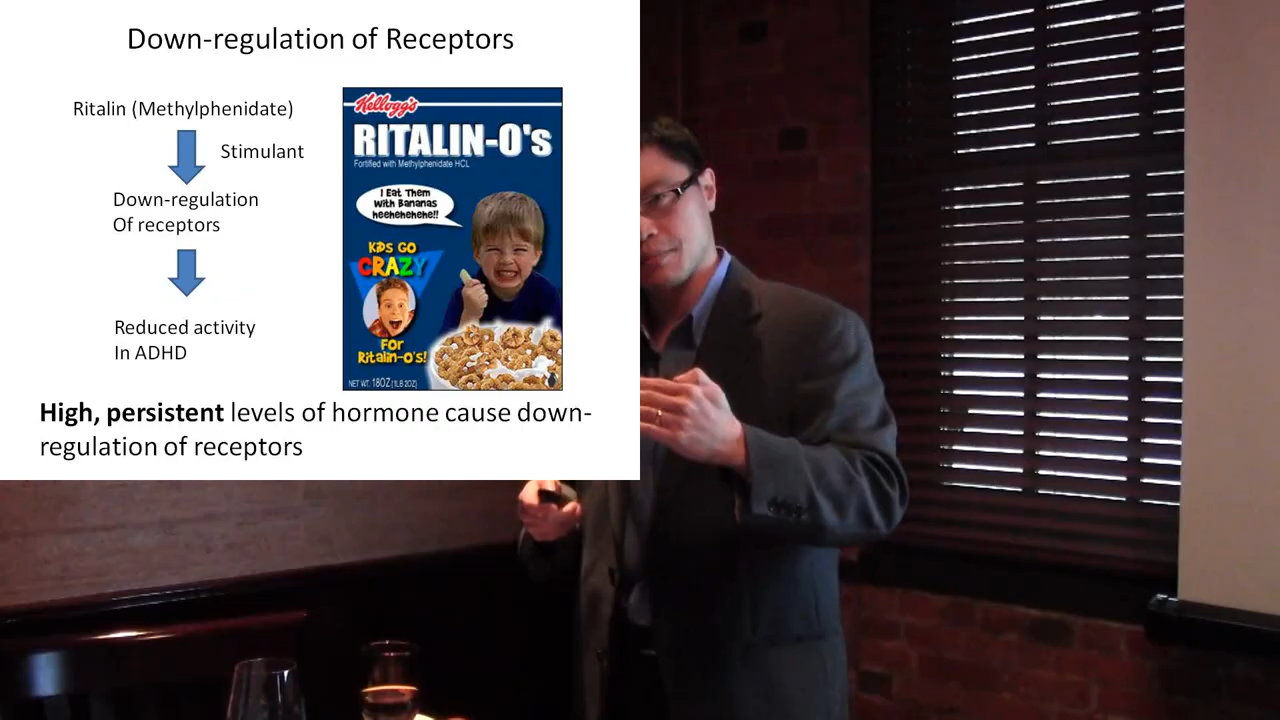 Down-regulation of Receptors
Ritalin (Methylphenidate)
Stimulant
Down-regulation
Of receptors
Reduced activity
In ADHD
Kellogg's
RITALIN-O's
Fortified with Methylphenidate HCL
I Eat Them
With Bananas
heehehehehe!!
KIDS GO
CRAZY
FOR
Ritalin-O's!
NET WT. 18OZ (1LB 2OZ)
High, persistent levels of hormone cause down-
regulation of receptors